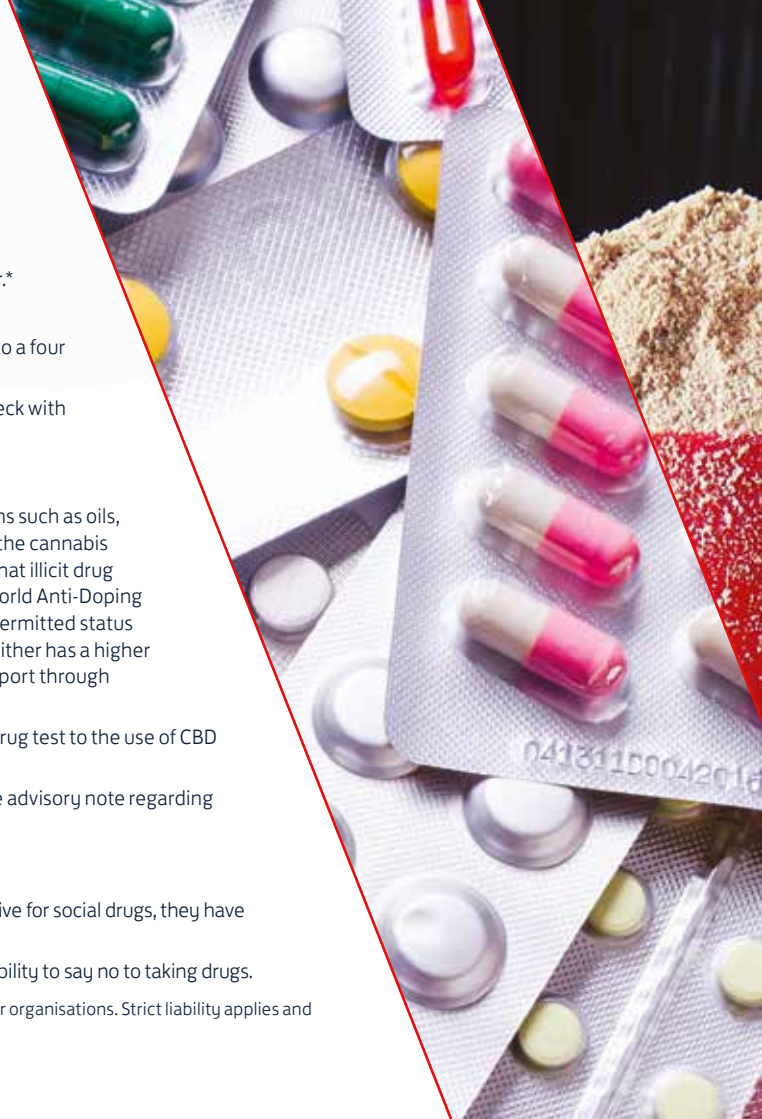 r.*
o a four
eck with
ns such as oils,
the cannabis
hat illicit drug
orld Anti-Doping
ermitted status
ither has a higher
port through
rug test to the use of CBD
e advisory note regarding
ive for social drugs, they have
bility to say no to taking drugs.
r organisations. Strict liability applies and